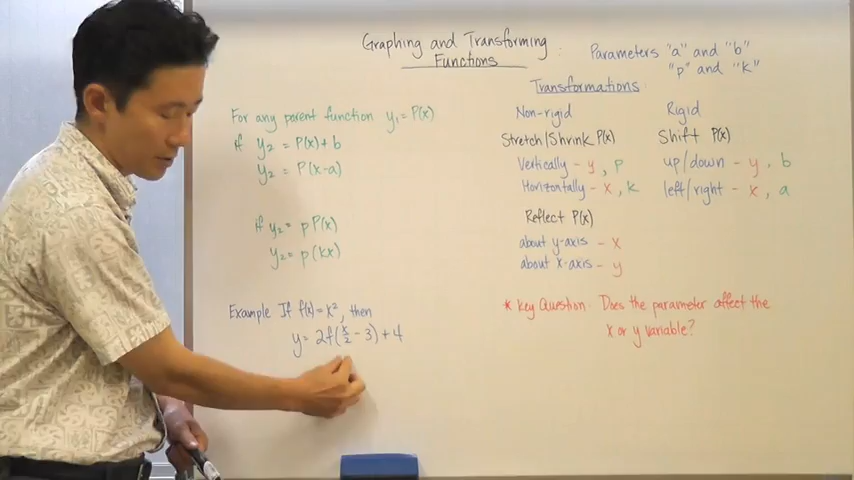 Graphing and Transforming
Functions
Parameters "a" and "b"
"p" and "k"
For any parent function y₁ = P(x)
if y₂ = P(x) + b
y₂ = P(x-a)
if y₂ = p P(x)
y₂ = p(kx)
Example If f(x) = x², then
y = 2f(x/2 - 3) + 4
Transformations
Non-rigid
Stretch/Shrink P(x)
Vertically - y, p
Horizontally - x, k
Reflect P(x)
about y-axis - x
about x-axis - y
Rigid
Shift P(x)
up/down - y, b
left/right - x, a
* Key Question: Does the parameter affect the
x or y variable?